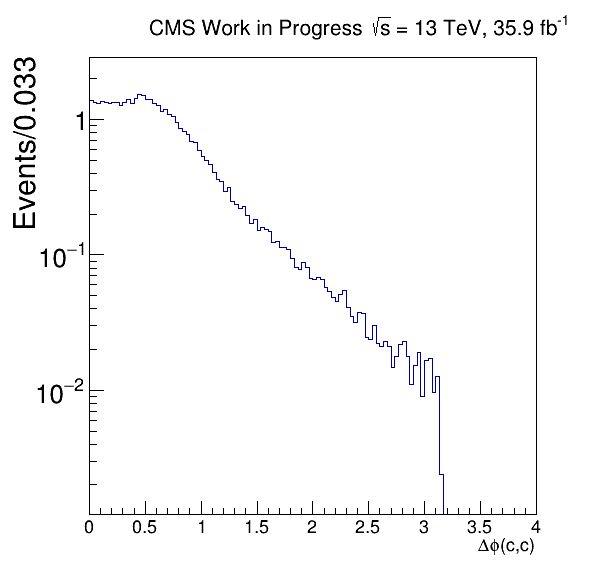 CMS Work in Progress √s = 13 TeV, 35.9 fb⁻¹
Events/0.033
1
10⁻¹
10⁻²
0 0.5 1 1.5 2 2.5 3 3.5 4
Δϕ(c,c)